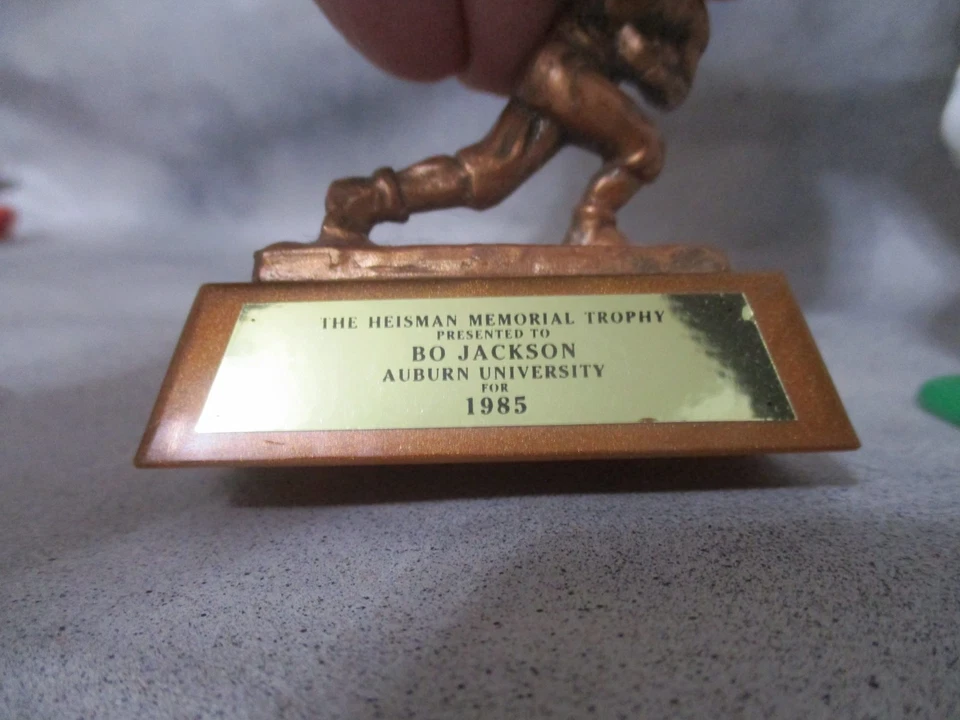 THE HEISMAN MEMORIAL TROPHY
PRESENTED TO
BO JACKSON
AUBURN UNIVERSITY
FOR
1985